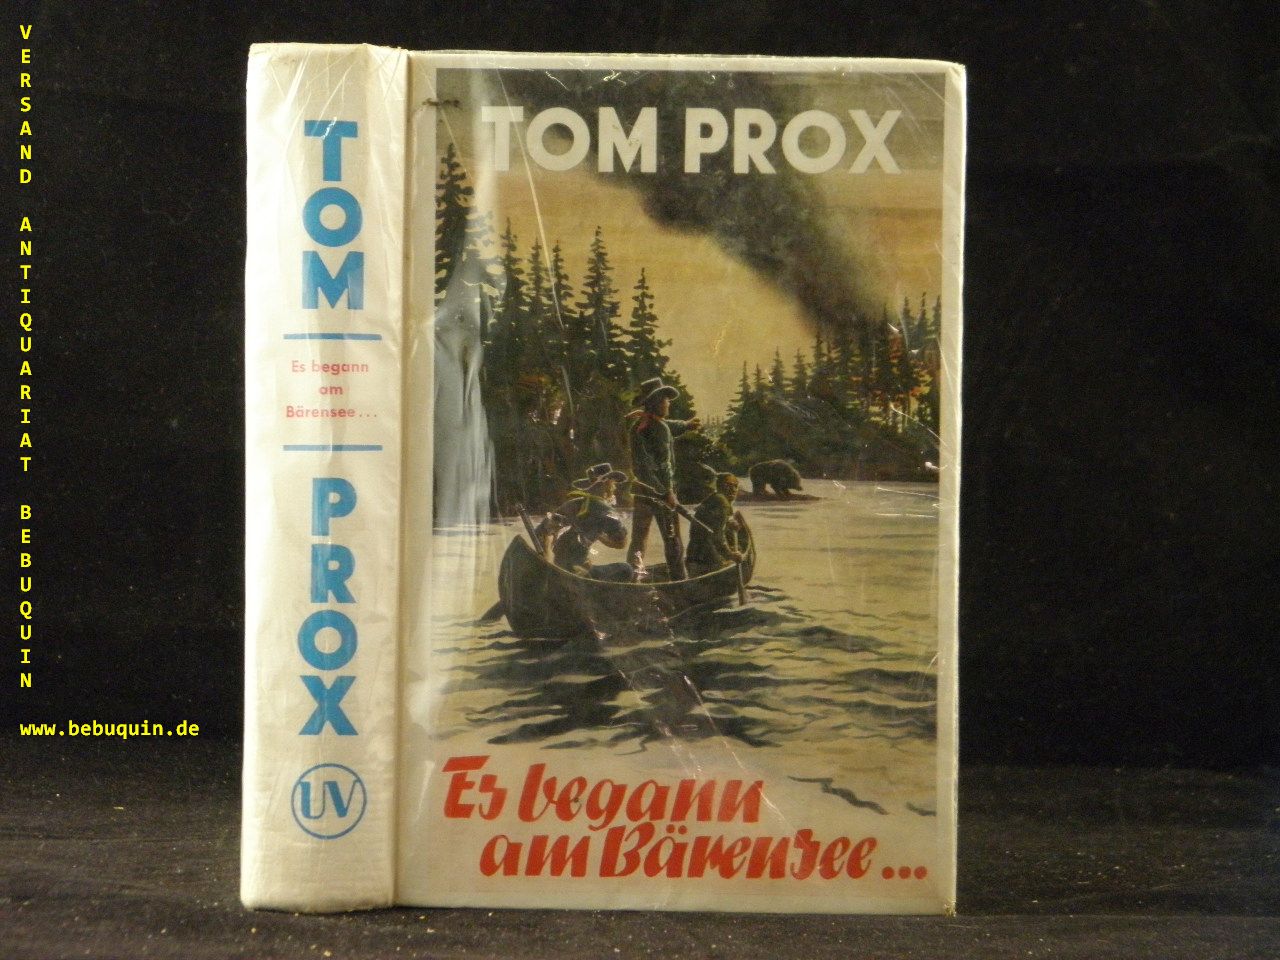 VERSAND ANTIQUARIAT BEBUQUIN
www.bebuquin.de
TOM
Es begann
am
Bärensee...
PROX
UV
TOM PROX
Es begann
am Bärensee...